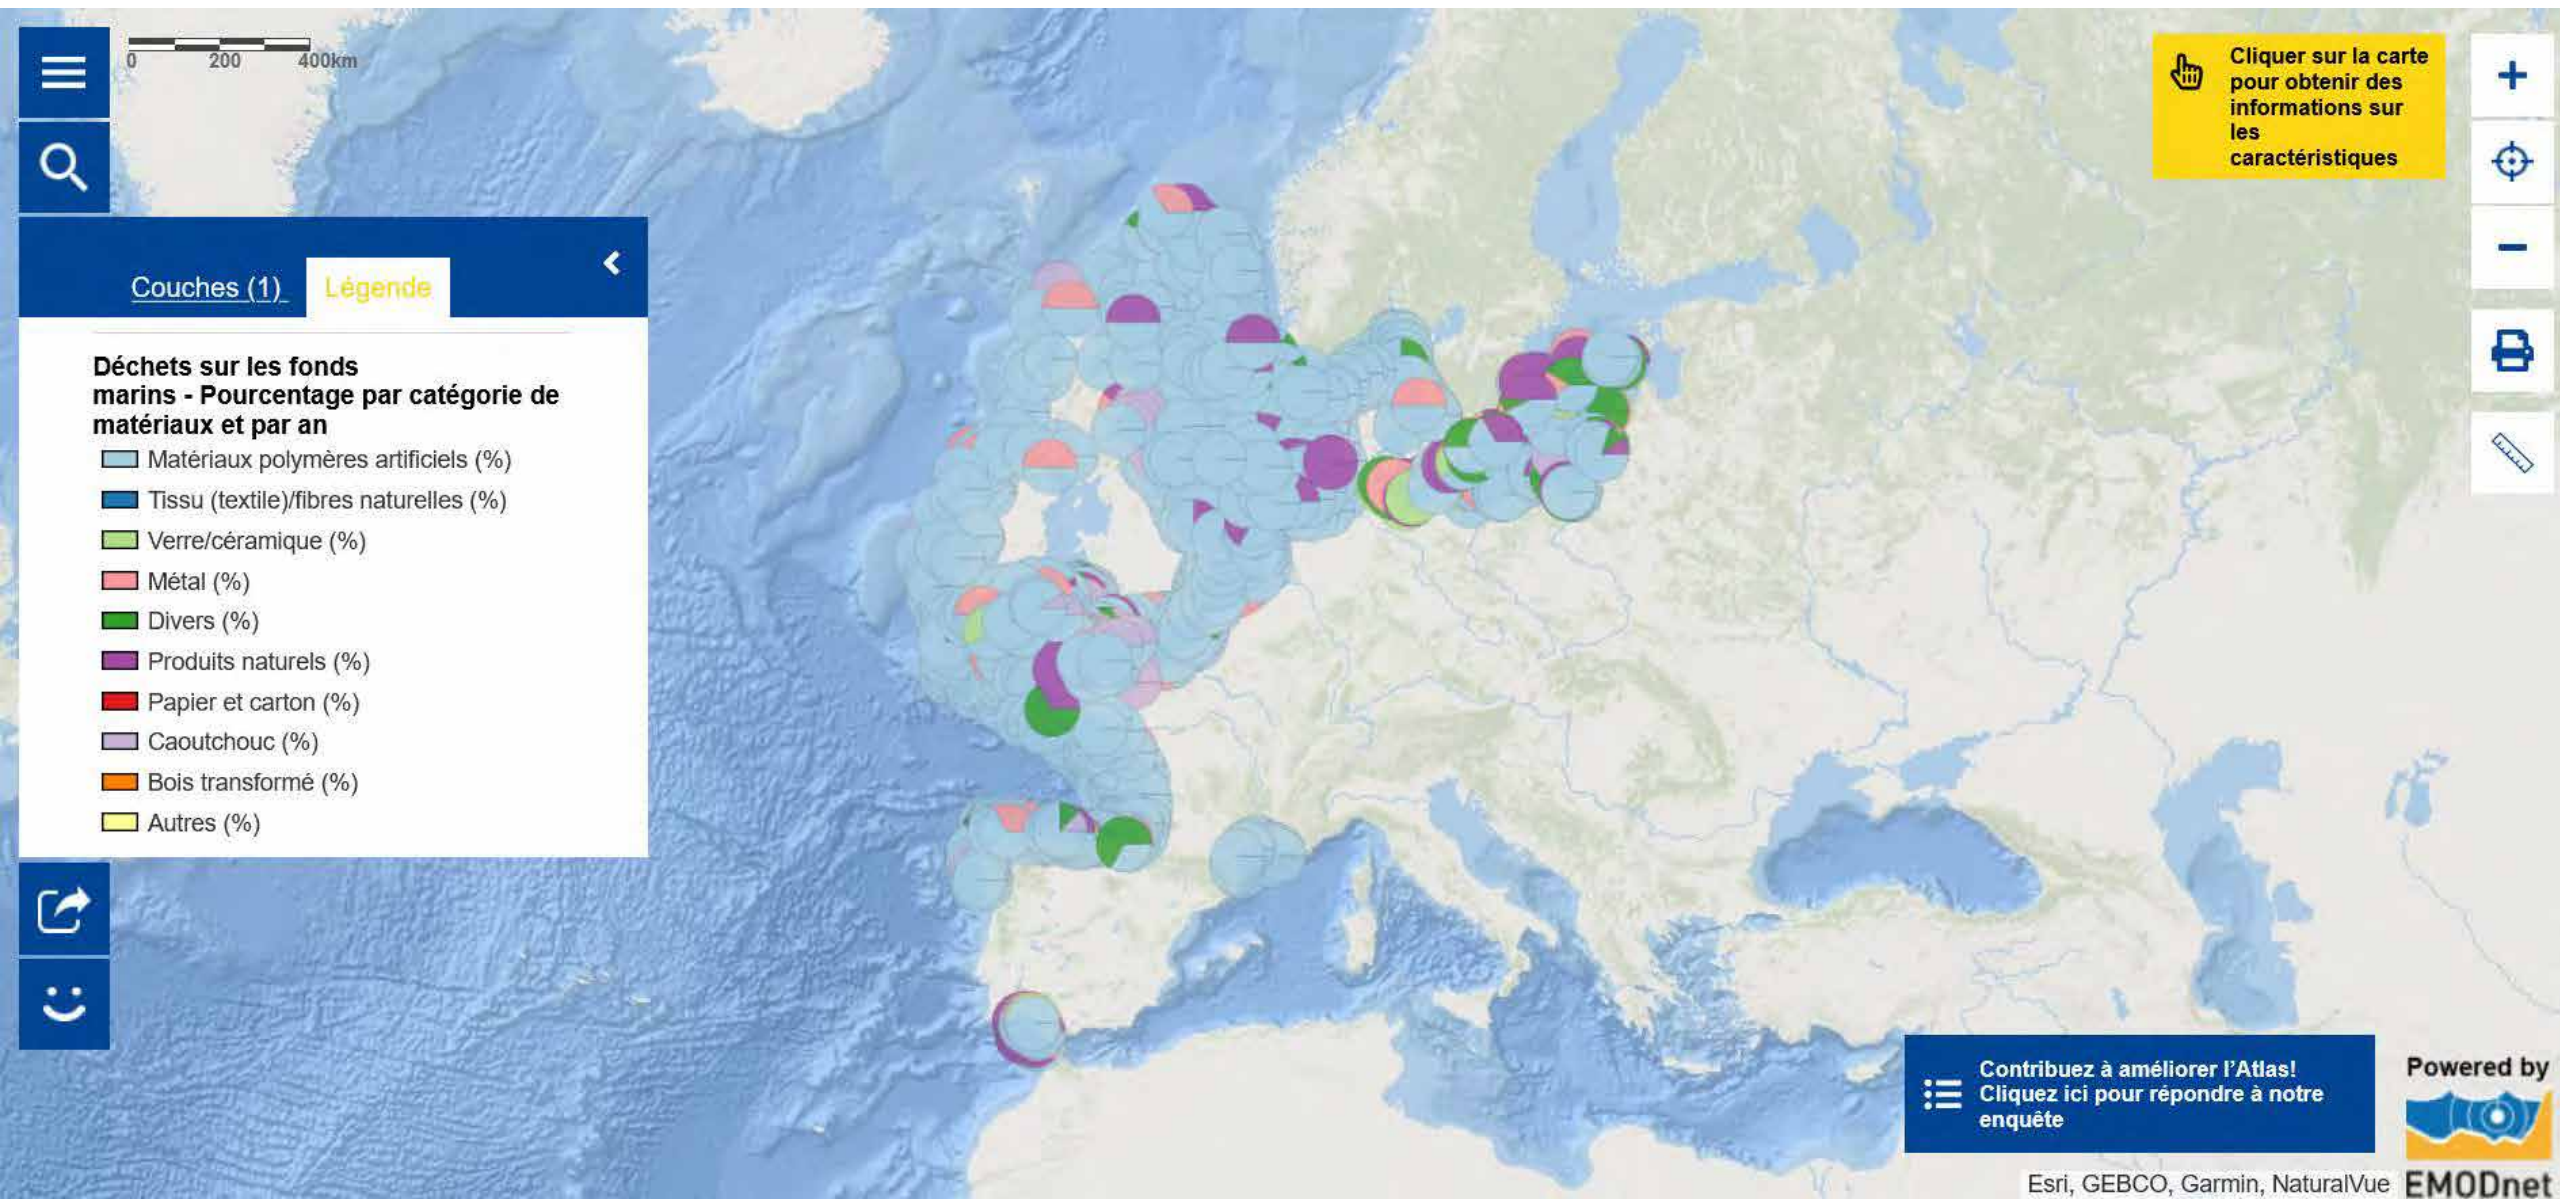 0 200 400km
Cliquer sur la carte
pour obtenir des
informations sur
les
caractéristiques
Couches (1)
Légende
Déchets sur les fonds
marins - Pourcentage par catégorie de
matériaux et par an
Matériaux polymères artificiels (%)
Tissu (textile)/fibres naturelles (%)
Verre/céramique (%)
Métal (%)
Divers (%)
Produits naturels (%)
Papier et carton (%)
Caoutchouc (%)
Bois transformé (%)
Autres (%)
Contribuez à améliorer l’Atlas!
Cliquez ici pour répondre à notre
enquête
Powered by
EMODnet
Esri, GEBCO, Garmin, NaturalVue